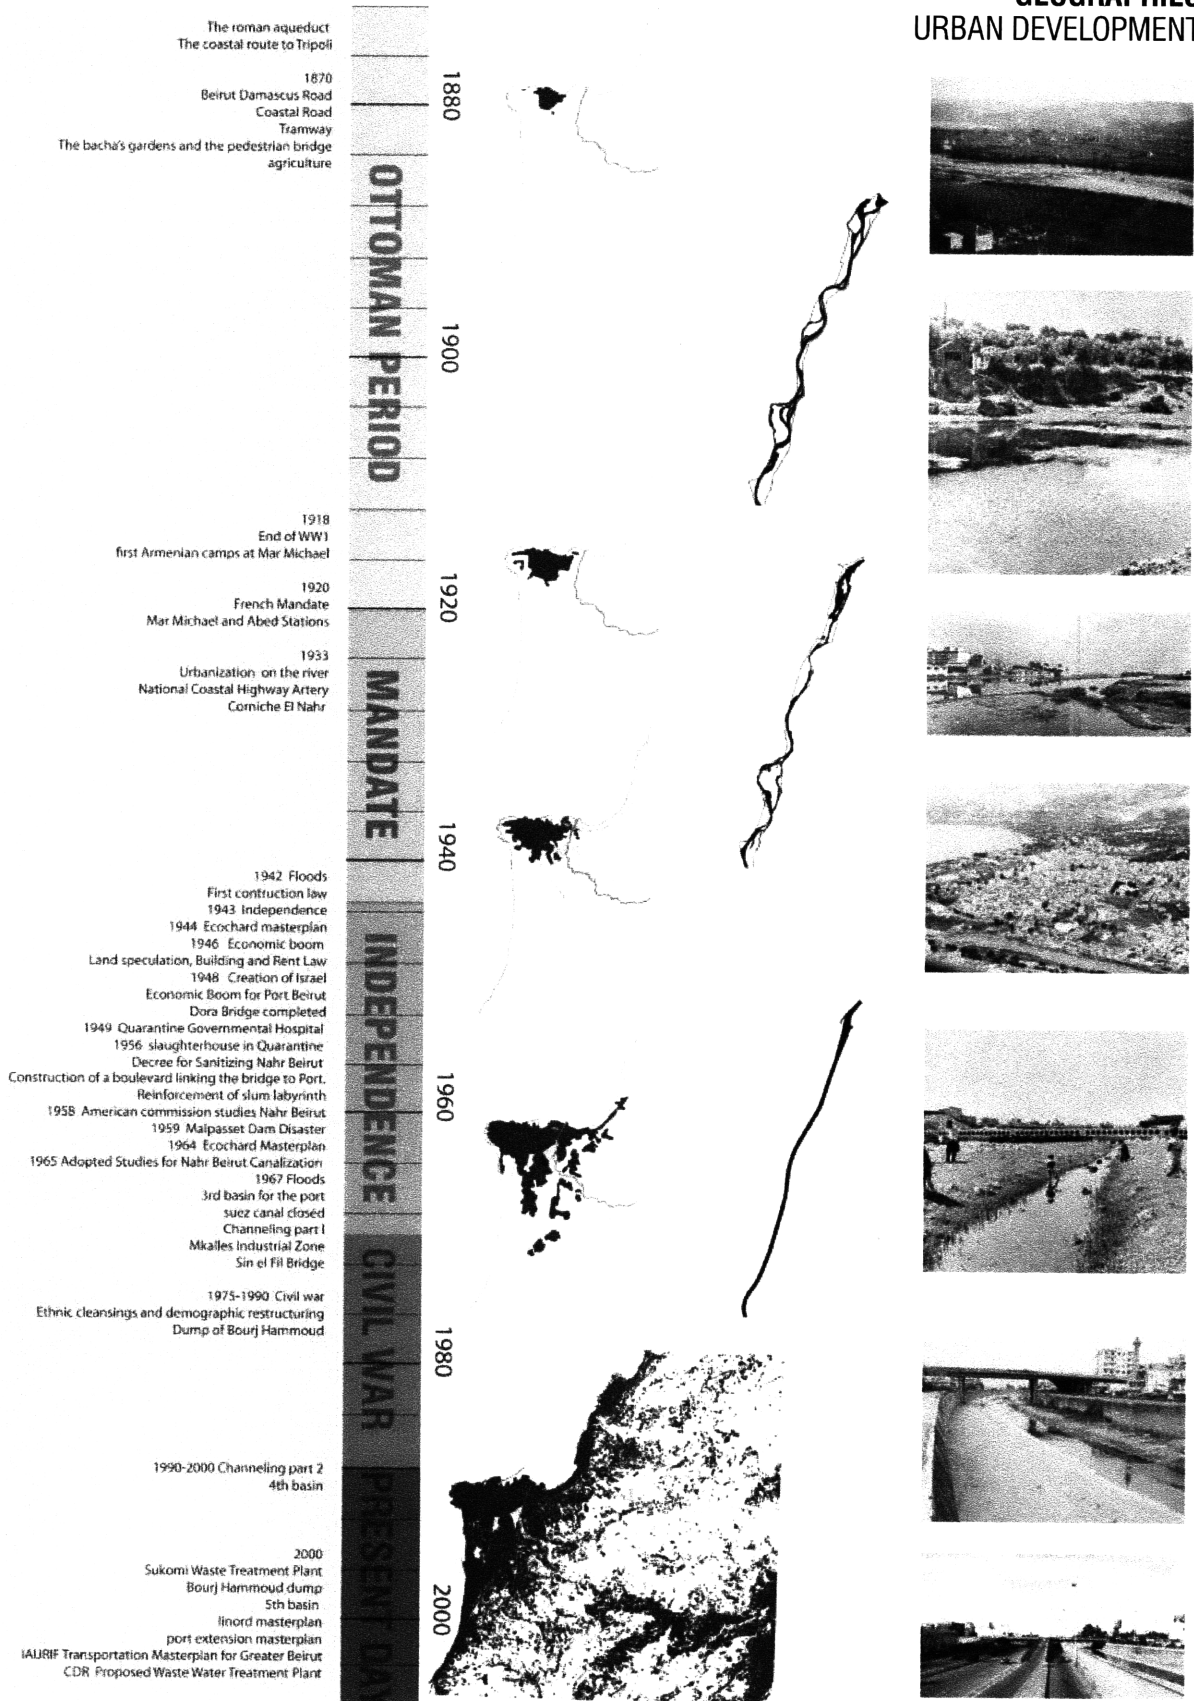 GEOGRAPHIES
URBAN DEVELOPMENT
The roman aqueduct
The coastal route to Tripoli
1870
Beirut Damascus Road
Coastal Road
Tramway
The bacha's gardens and the pedestrian bridge
agriculture
1918
End of WW1
first Armenian camps at Mar Michael
1920
French Mandate
Mar Michael and Abed Stations
1933
Urbanization on the river
National Coastal Highway Artery
Corniche El Nahr
1942 Floods
First contruction law
1943 Independence
1944 Ecochard masterplan
1946 Economic boom
Land speculation, Building and Rent Law
1948 Creation of Israel
Economic Boom for Port Beirut
Dora Bridge completed
1949 Quarantine Governmental Hospital
1956 slaughterhouse in Quarantine
Decree for Sanitizing Nahr Beirut
Construction of a boulevard linking the bridge to Port.
Reinforcement of slum labyrinth
1958 American commission studies Nahr Beirut
1959 Malpasset Dam Disaster
1964 Ecochard Masterplan
1965 Adopted Studies for Nahr Beirut Canalization
1967 Floods
3rd basin for the port
suez canal closed
Channeling part I
Mkalles Industrial Zone
Sin el Fil Bridge
1975-1990 Civil war
Ethnic cleansings and demographic restructuring
Dump of Bourj Hammoud
1990-2000 Channeling part 2
4th basin
2000
Sukomi Waste Treatment Plant
Bourj Hammoud dump
5th basin
linord masterplan
port extension masterplan
IAURIF Transportation Masterplan for Greater Beirut
CDR Proposed Waste Water Treatment Plant
OTTOMAN PERIOD
MANDATE
INDEPENDENCE
CIVIL WAR
PRESENT DAY
1880
1900
1920
1940
1960
1980
2000